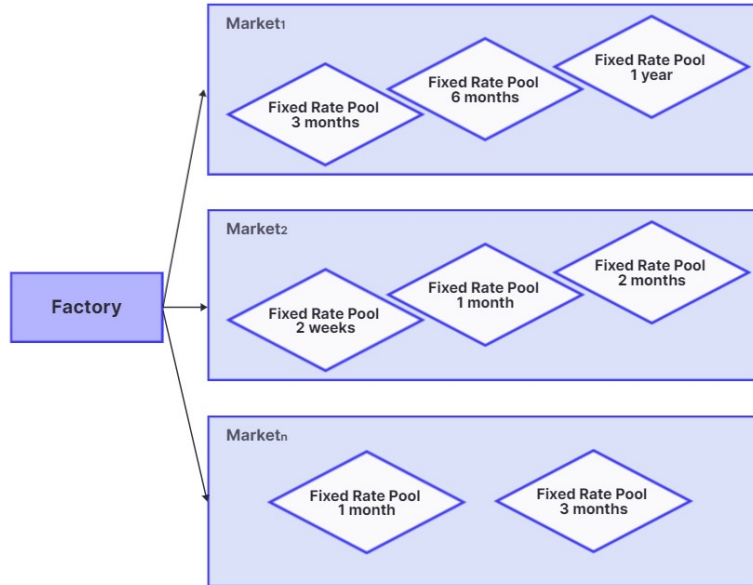 Market₁
Fixed Rate Pool
3 months
Fixed Rate Pool
6 months
Fixed Rate Pool
1 year
Factory
Market₂
Fixed Rate Pool
2 weeks
Fixed Rate Pool
1 month
Fixed Rate Pool
2 months
Marketₙ
Fixed Rate Pool
1 month
Fixed Rate Pool
3 months